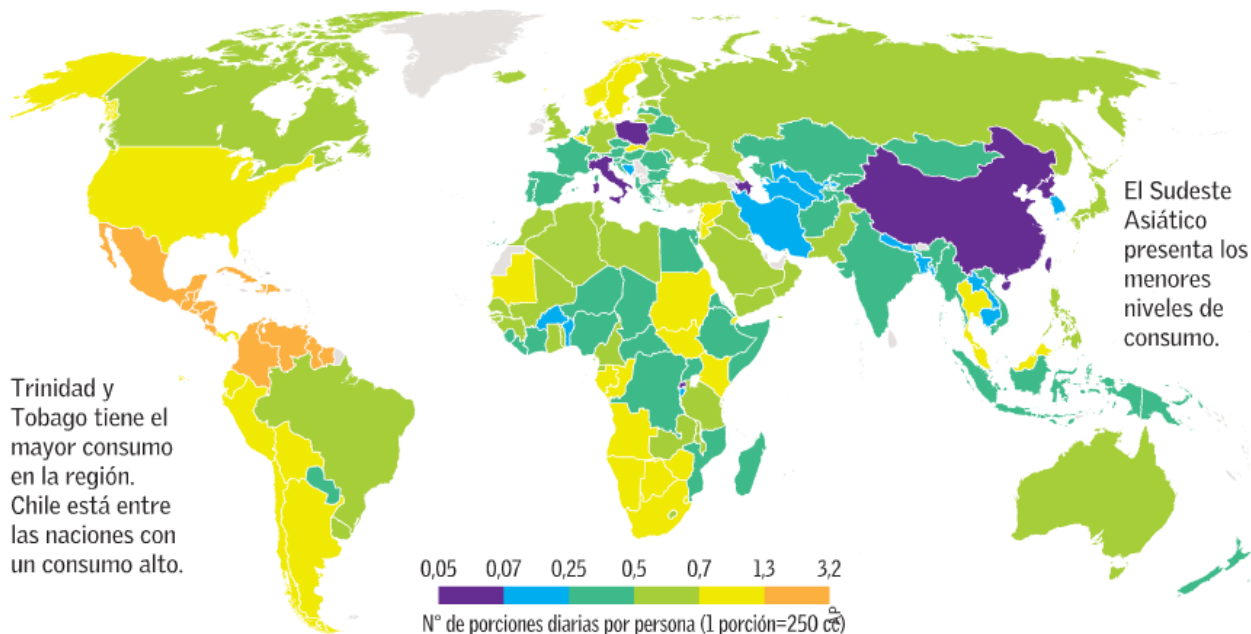 El Sudeste
Asiático
presenta los
menores
niveles de
consumo.
Trinidad y
Tobago tiene el
mayor consumo
en la región.
Chile está entre
las naciones con
un consumo alto.
0,05 0,07 0,25 0,5 0,7 1,3 3,2
N° de porciones diarias por persona (1 porción=250 cc)
AP